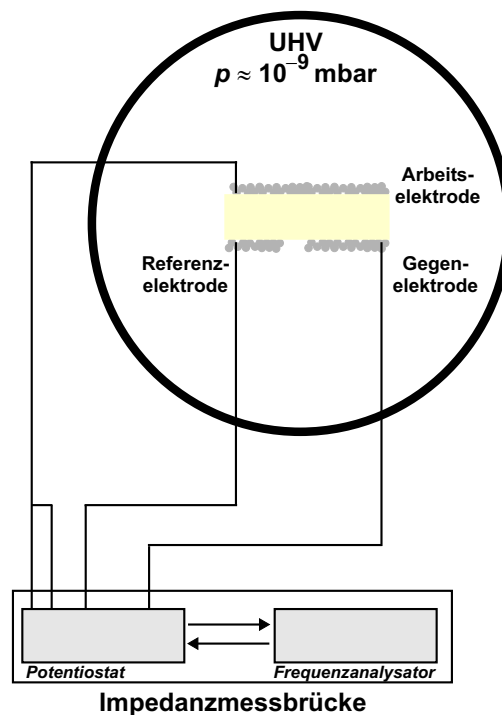 UHV
p ≈ 10⁻⁹ mbar
Arbeits-
elektrode
Referenz-
elektrode
Gegen-
elektrode
Potentiostat
Frequenzanalysator
Impedanzmessbrücke